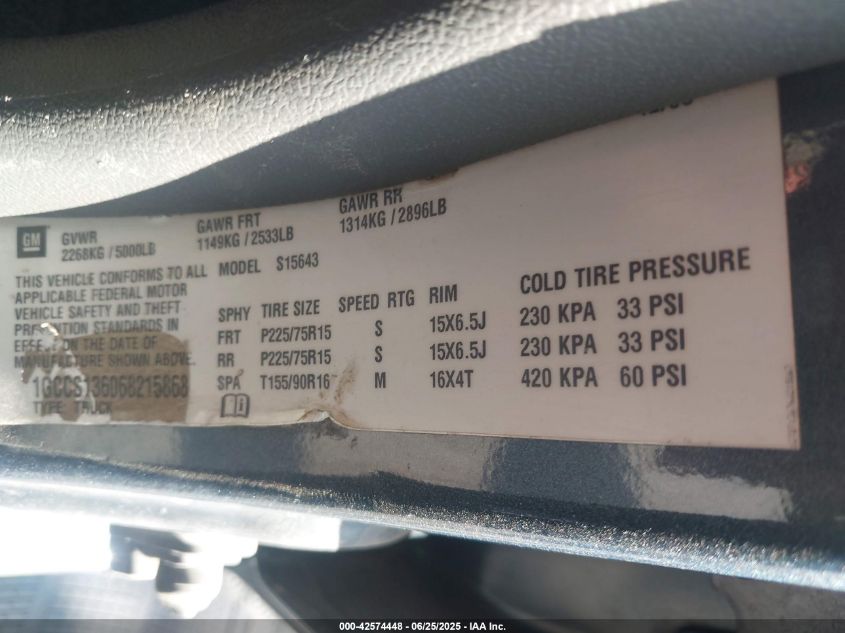 GM
GVWR
2268KG / 5000LB
GAWR FRT
1149KG / 2533LB
GAWR RR
1314KG / 2896LB
THIS VEHICLE CONFORMS TO ALL
APPLICABLE FEDERAL MOTOR
VEHICLE SAFETY AND THEFT
PREVENTION STANDARDS IN
EFFECT ON THE DATE OF
MANUFACTURE SHOWN ABOVE.
1GCCS136068215868
TYPE: TRUCK
MODEL S15643
SPHY TIRE SIZE SPEED RTG RIM COLD TIRE PRESSURE
FRT P225/75R15 S 15X6.5J 230 KPA 33 PSI
RR P225/75R15 S 15X6.5J 230 KPA 33 PSI
SPA T155/90R16 M 16X4T 420 KPA 60 PSI
000-42574448 - 06/25/2025 - IAA Inc.